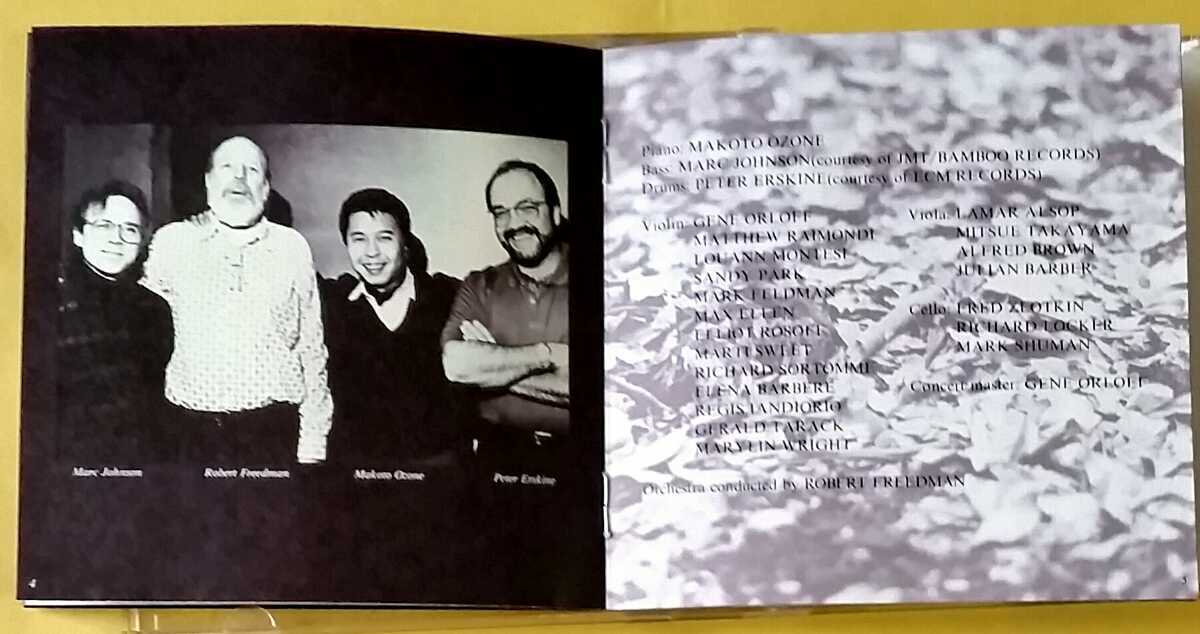 Marc Johnson
Robert Freedman
Makoto Ozone
Peter Erskine
4
Piano: MAKOTO OZONE
Bass: MARC JOHNSON(courtesy of JMT/BAMBOO RECORDS)
Drums: PETER ERSKINE(courtesy of ECM RECORDS)
Violin: GENE ORLOFF
MATTHEW RAIMONDI
LOUANN MONTESI
SANDY PARK
MARK FELDMAN
MAX ELLEN
ELLIOT ROSOFF
MARTI SWEET
RICHARD SORTOMME
ELENA BARBERE
REGIS IANDIORIO
GERALD TARACK
MARYLIN WRIGHT
Viola: LAMAR ALSOP
MITSUE TAKAYAMA
ALFRED BROWN
JULIAN BARBER
Cello: FRED ZLOTKIN
RICHARD LOCKER
MARK SHUMAN
Concert master: GENE ORLOFF
Orchestra conducted by ROBERT FREEDMAN
5